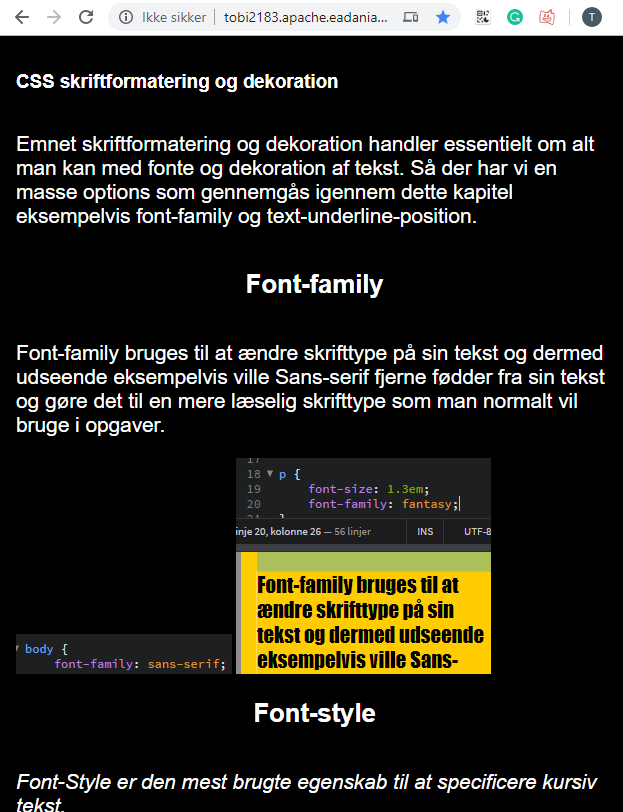 Ikke sikker
tobi2183.apache.eadania...
T
CSS skriftformatering og dekoration
Emnet skriftformatering og dekoration handler essentielt om alt
man kan med fonte og dekoration af tekst. Så der har vi en
masse options som gennemgås igennem dette kapitel
eksempelvis font-family og text-underline-position.
Font-family
Font-family bruges til at ændre skrifttype på sin tekst og dermed
udseende eksempelvis ville Sans-serif fjerne fødder fra sin tekst
og gøre det til en mere læselig skrifttype som man normalt vil
bruge i opgaver.
17
18 p {
19 font-size: 1.3em;
20 font-family: fantasy;
21 }
inje 20, kolonne 26 — 56 linjer INS UTF-8
Font-family bruges til at
ændre skrifttype på sin
tekst og dermed udseende
eksempelvis ville Sans-
body {
font-family: sans-serif;
Font-style
Font-Style er den mest brugte egenskab til at specificere kursiv
tekst.